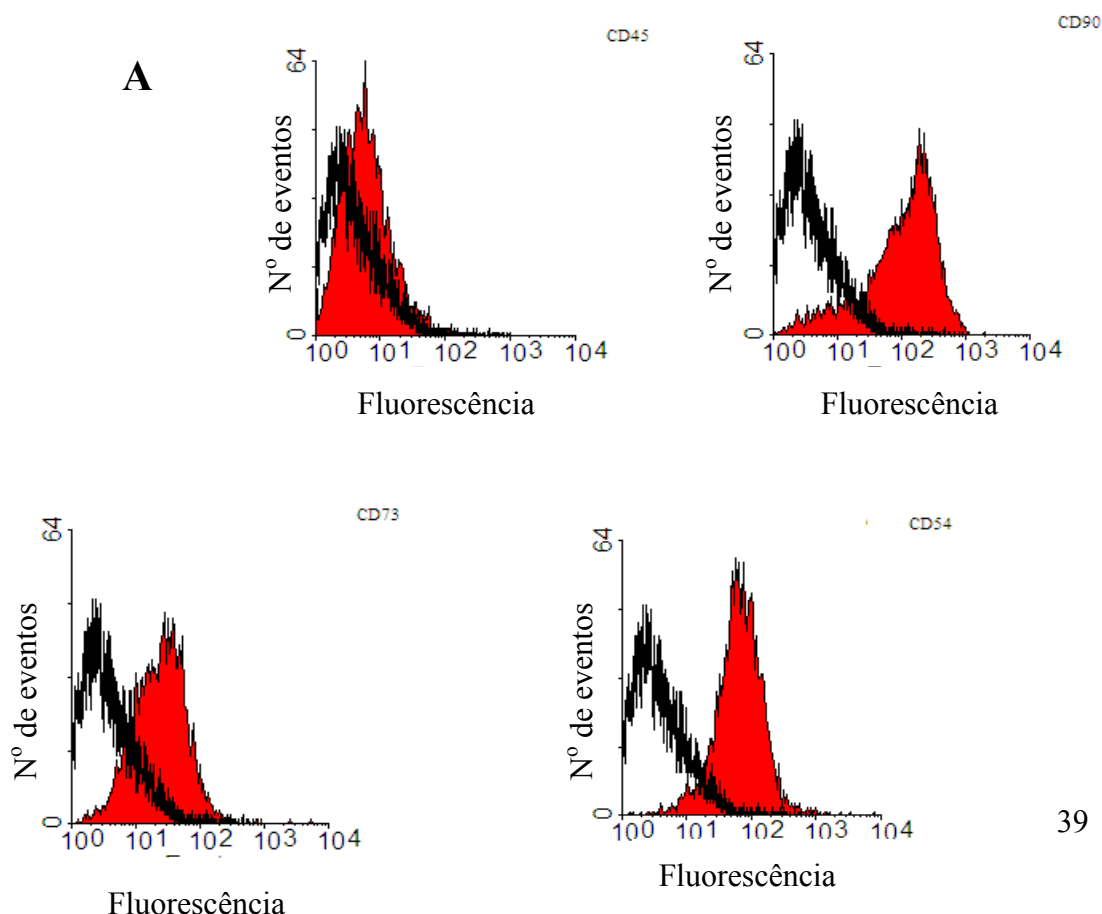 A
CD45
64
Nº de eventos
0
10⁰ 10¹ 10² 10³ 10⁴
Fluorescência
CD90
64
Nº de eventos
0
10⁰ 10¹ 10² 10³ 10⁴
Fluorescência
CD73
64
Nº de eventos
0
10⁰ 10¹ 10² 10³ 10⁴
Fluorescência
CD54
64
Nº de eventos
0
10⁰ 10¹ 10² 10³ 10⁴
Fluorescência
39